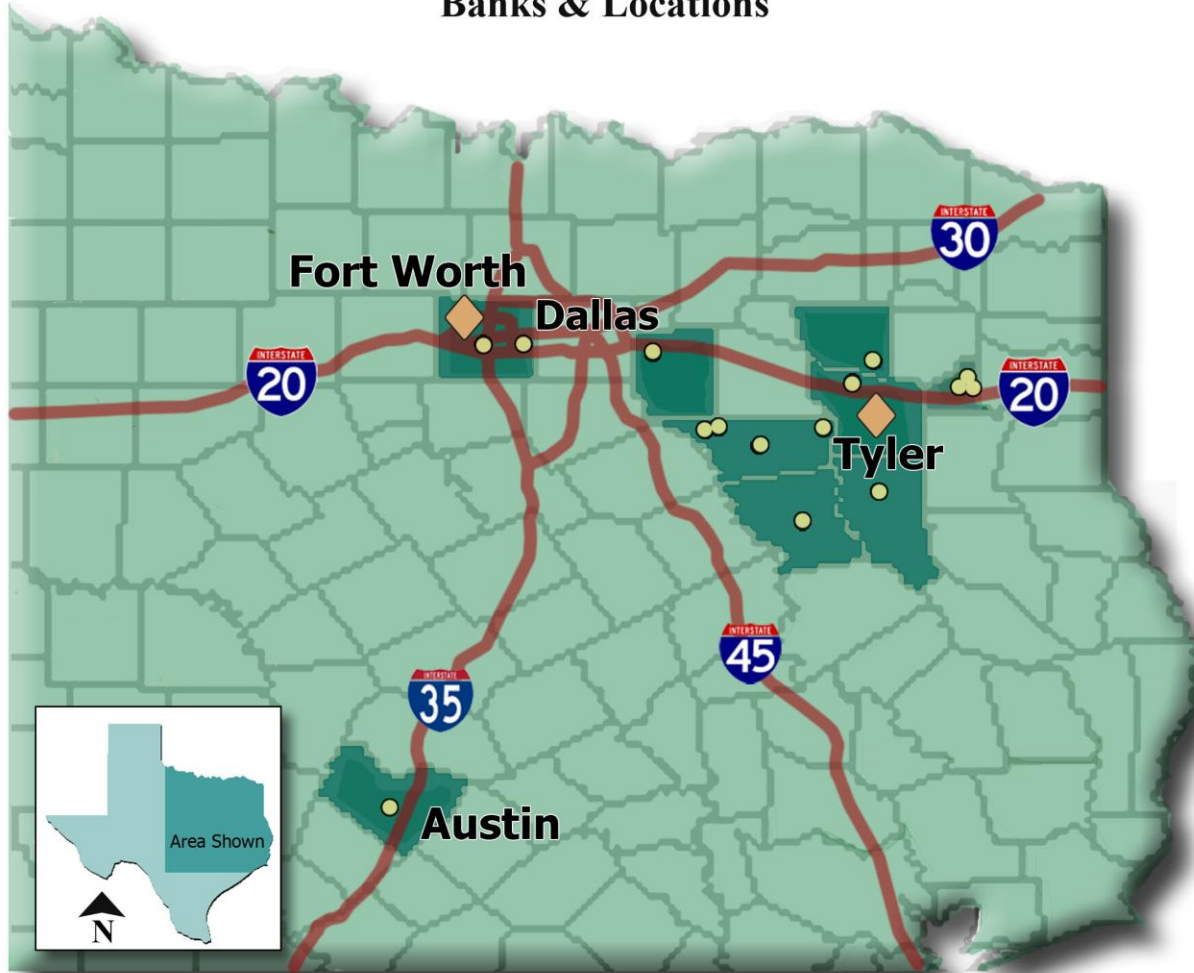 Banks & Locations
INTERSTATE
30
Fort Worth
Dallas
INTERSTATE
20
INTERSTATE
20
Tyler
INTERSTATE
45
INTERSTATE
35
Austin
Area Shown
N